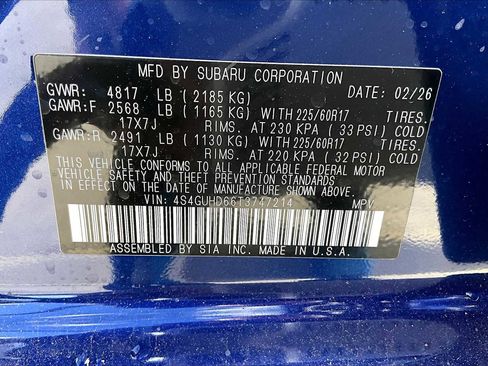 MFD BY SUBARU CORPORATION
GVWR: 4817 LB (2185 KG) DATE: 02/26
GAWR:F 2568 LB (1165 KG) WITH 225/60R17 TIRES.
17X7J RIMS. AT 230 KPA (33 PSI) COLD
GAWR:R 2491 LB (1130 KG) WITH 225/60R17 TIRES.
17X7J RIMS. AT 220 KPA (32 PSI) COLD
THIS VEHICLE CONFORMS TO ALL APPLICABLE FEDERAL MOTOR
VEHICLE SAFETY AND THEFT PREVENTION STANDARDS
IN EFFECT ON THE DATE OF MANUFACTURE SHOWN ABOVE.
VIN: 4S4GUHD66T3747214 MPV
ASSEMBLED BY SIA INC. MADE IN U.S.A.